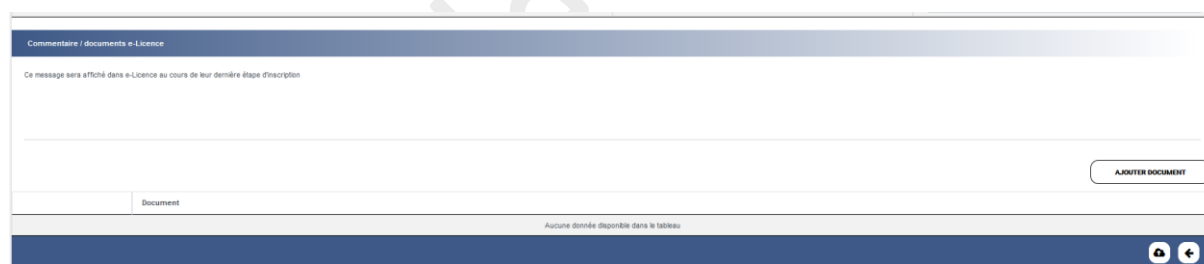 Commentaire / documents e-Licence
Ce message sera affiché dans e-Licence au cours de leur dernière étape d'inscription
AJOUTER DOCUMENT
Document
Aucune donnée disponible dans le tableau